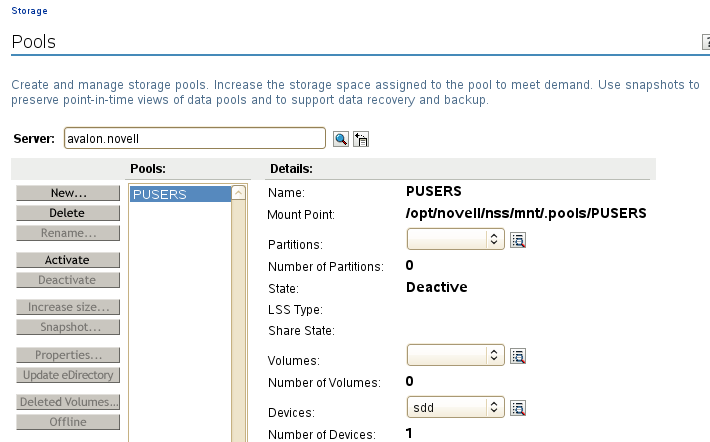 Storage
Pools
Create and manage storage pools. Increase the storage space assigned to the pool to meet demand. Use snapshots to
preserve point-in-time views of data pools and to support data recovery and backup.
Server: avalon.novell
Pools: Details:
New...
Delete
Rename...
Activate
Deactivate
Increase size...
Snapshot...
Properties...
Update eDirectory
Deleted Volumes...
Offline
PUSERS
Name: PUSERS
Mount Point: /opt/novell/nss/mnt/.pools/PUSERS
Partitions:
Number of Partitions: 0
State: Deactive
LSS Type:
Share State:
Volumes:
Number of Volumes: 0
Devices: sdd
Number of Devices: 1